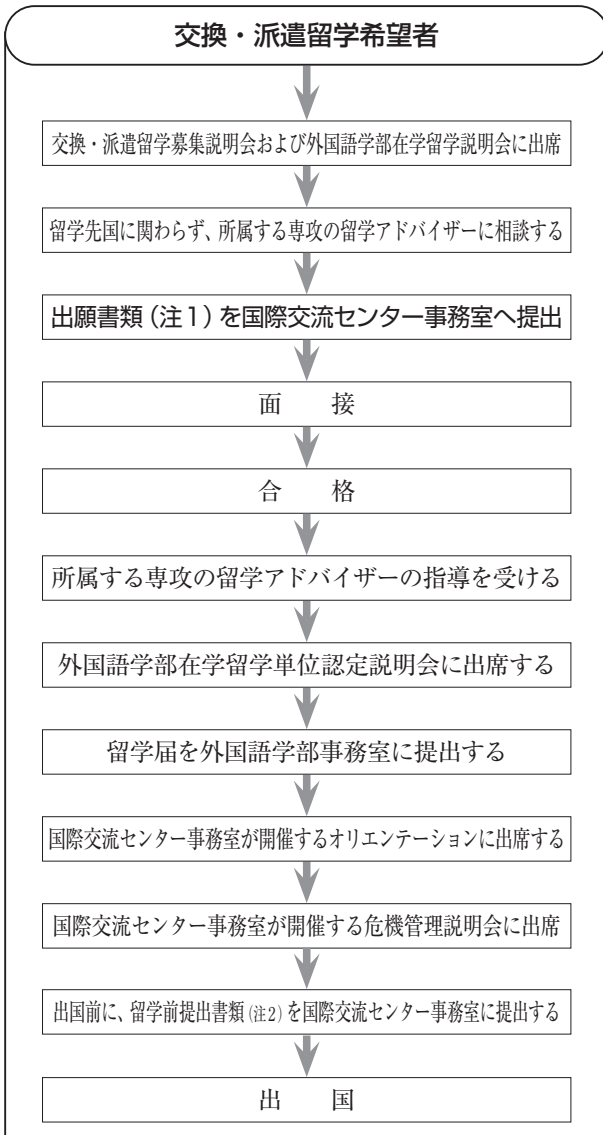 交換・派遣留学希望者
交換・派遣留学募集説明会および外国語学部在学留学説明会に出席
留学先国に関わらず、所属する専攻の留学アドバイザーに相談する
出願書類（注1）を国際交流センター事務室へ提出
面　　接
合　　格
所属する専攻の留学アドバイザーの指導を受ける
外国語学部在学留学単位認定説明会に出席する
留学届を外国語学部事務室に提出する
国際交流センター事務室が開催するオリエンテーションに出席する
国際交流センター事務室が開催する危機管理説明会に出席
出国前に、留学前提出書類（注2）を国際交流センター事務室に提出する
出　　国